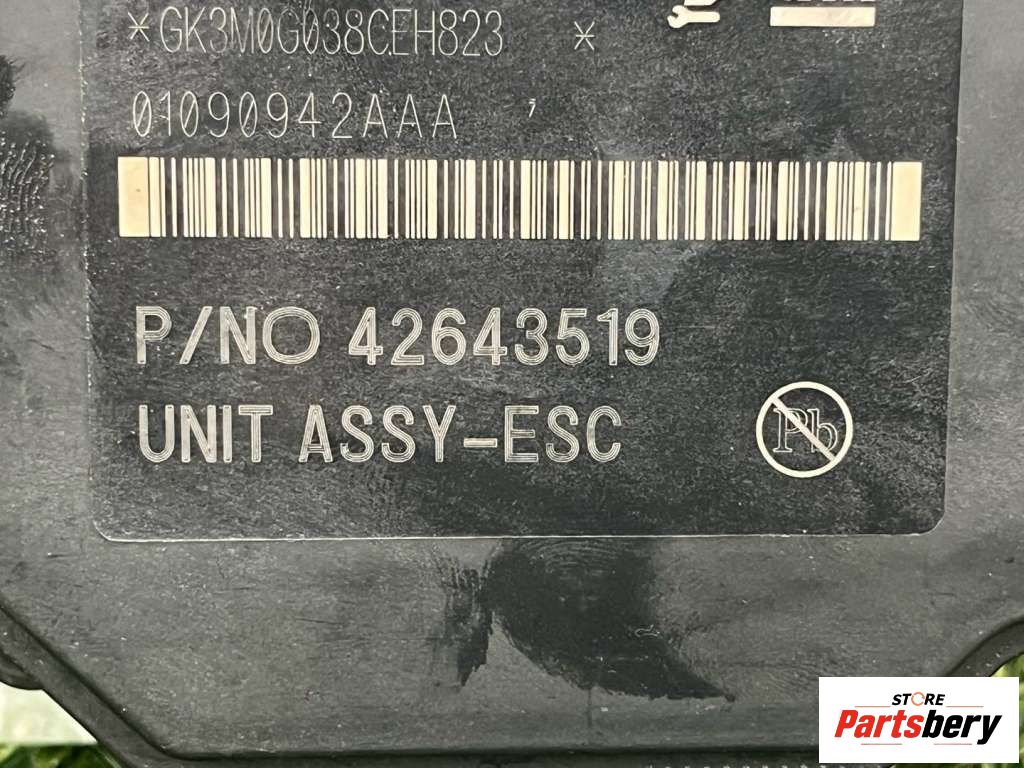 *GK3M0G038CEH823 *
01090942AAA
P/NO 42643519
UNIT ASSY-ESC
Pb
STORE
Partsbery